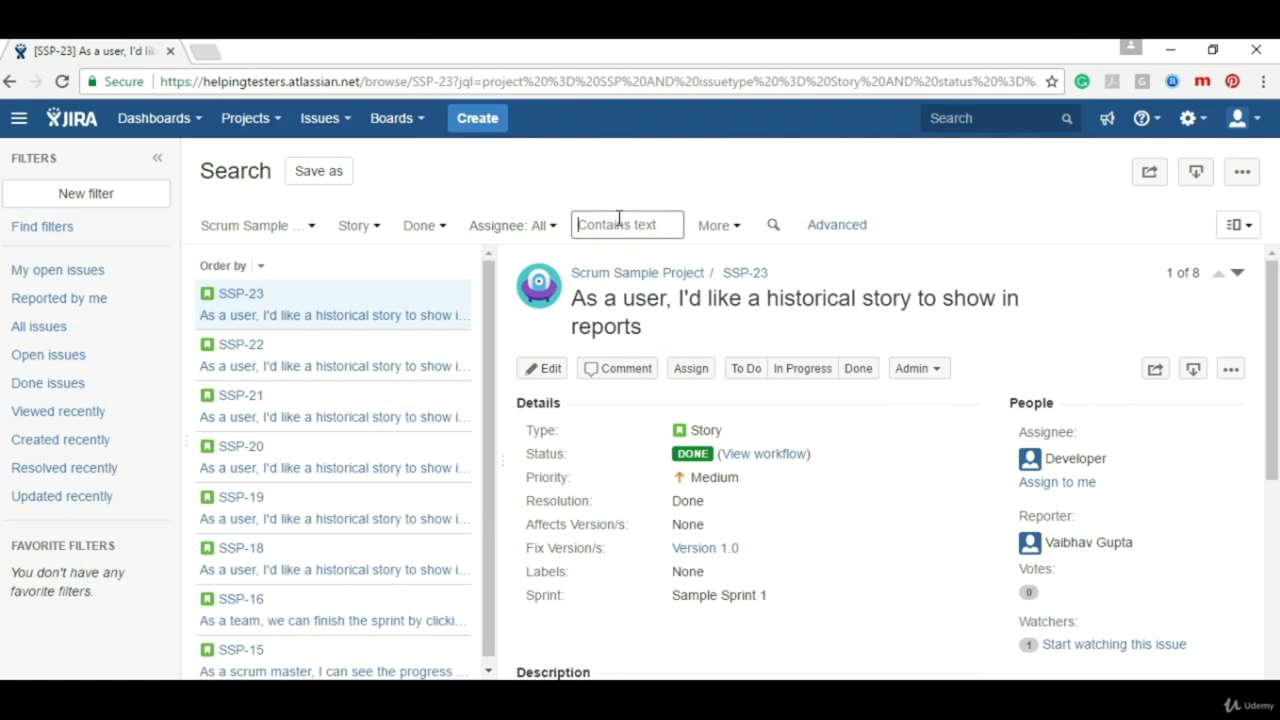 [SSP-23] As a user, I'd li
Secure
https://helpingtesters.atlassian.net/browse/SSP-23?jql=project%20%3D%20SSP%20AND%20issuetype%20%3D%20Story%20AND%20status%20%3D%
JIRA
Dashboards
Projects
Issues
Boards
Create
Search
FILTERS
New filter
Find filters
My open issues
Reported by me
All issues
Open issues
Done issues
Viewed recently
Created recently
Resolved recently
Updated recently
FAVORITE FILTERS
You don't have any
favorite filters.
Search
Save as
Scrum Sample ...
Story
Done
Assignee: All
Contains text
More
Advanced
Order by
SSP-23
As a user, I'd like a historical story to show i...
SSP-22
As a user, I'd like a historical story to show i...
SSP-21
As a user, I'd like a historical story to show i...
SSP-20
As a user, I'd like a historical story to show i...
SSP-19
As a user, I'd like a historical story to show i...
SSP-18
As a user, I'd like a historical story to show i...
SSP-16
As a team, we can finish the sprint by clicki...
SSP-15
As a scrum master, I can see the progress ...
Scrum Sample Project / SSP-23
1 of 8
As a user, I'd like a historical story to show in
reports
Edit
Comment
Assign
To Do
In Progress
Done
Admin
Details
Type: Story
Status: DONE (View workflow)
Priority: Medium
Resolution: Done
Affects Version/s: None
Fix Version/s: Version 1.0
Labels: None
Sprint: Sample Sprint 1
Description
People
Assignee:
Developer
Assign to me
Reporter:
Vaibhav Gupta
Votes:
0
Watchers:
1 Start watching this issue
Udemy